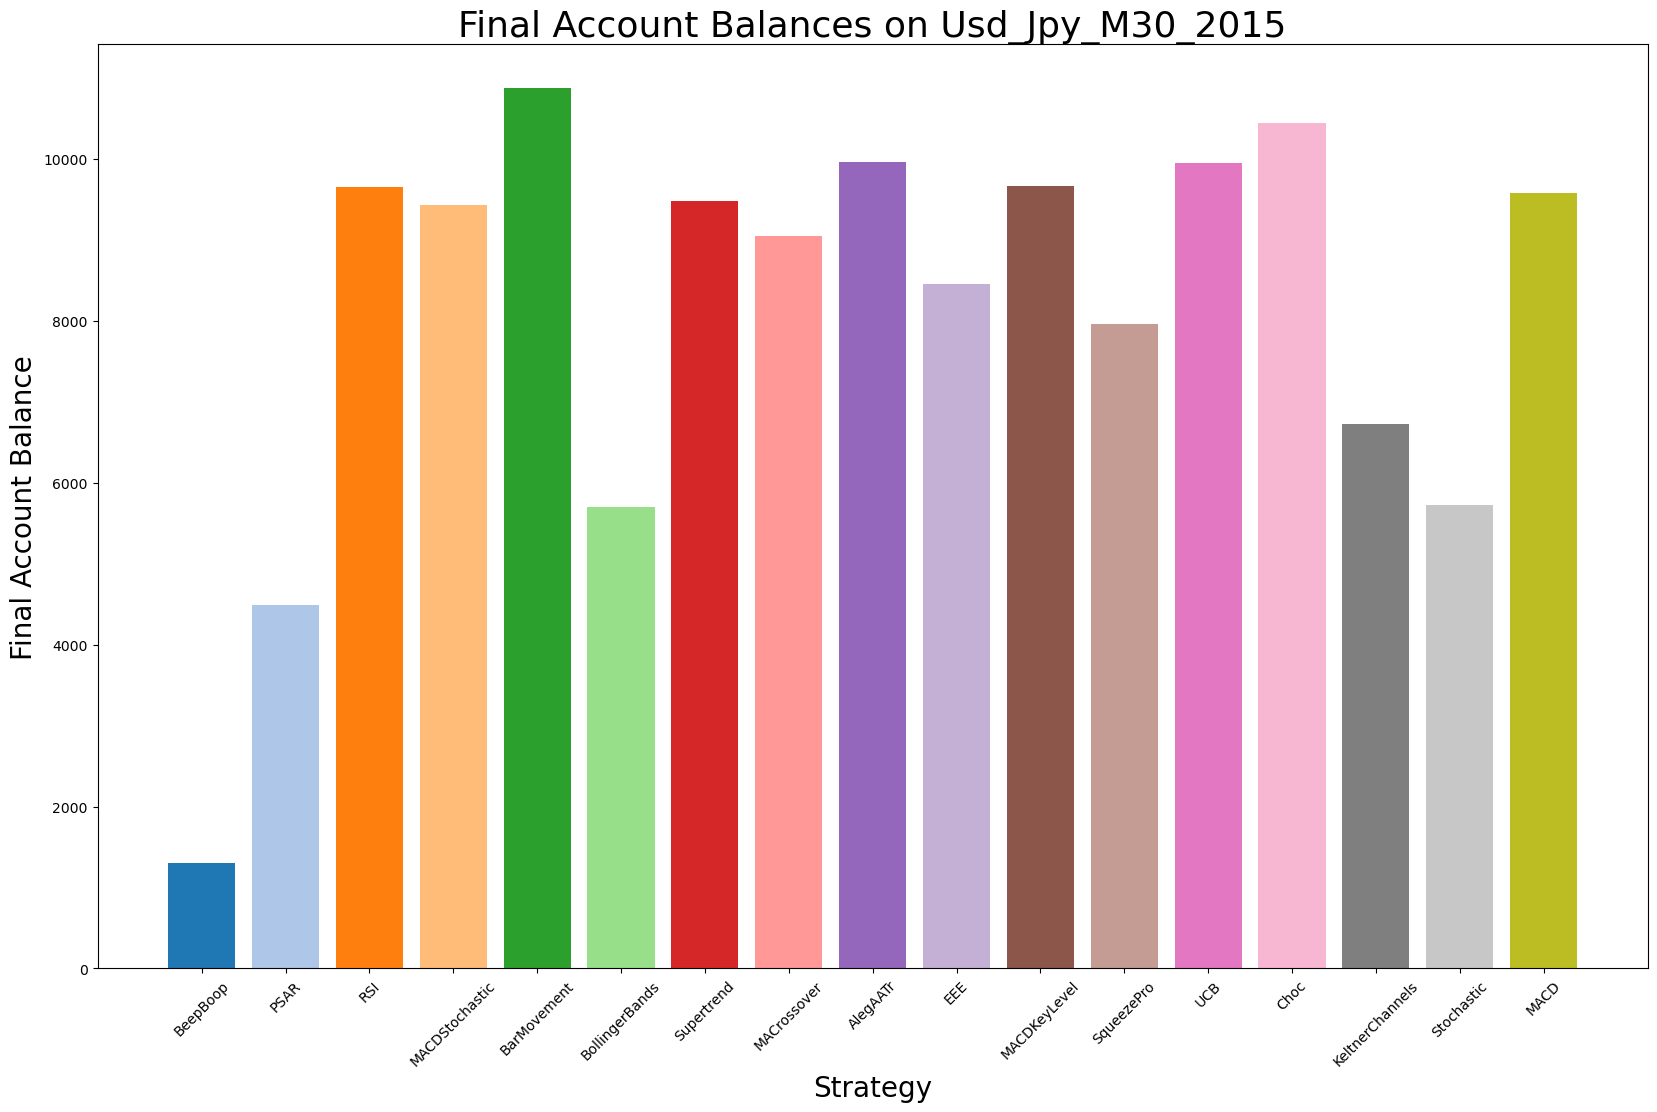 Final Account Balances on Usd_Jpy_M30_2015
Final Account Balance
10000
8000
6000
4000
2000
0
BeepBoop
PSAR
RSI
MACDStochastic
BarMovement
BollingerBands
Supertrend
MACrossover
AlegAATr
EEE
MACDKeyLevel
SqueezePro
UCB
Choc
KeltnerChannels
Stochastic
MACD
Strategy